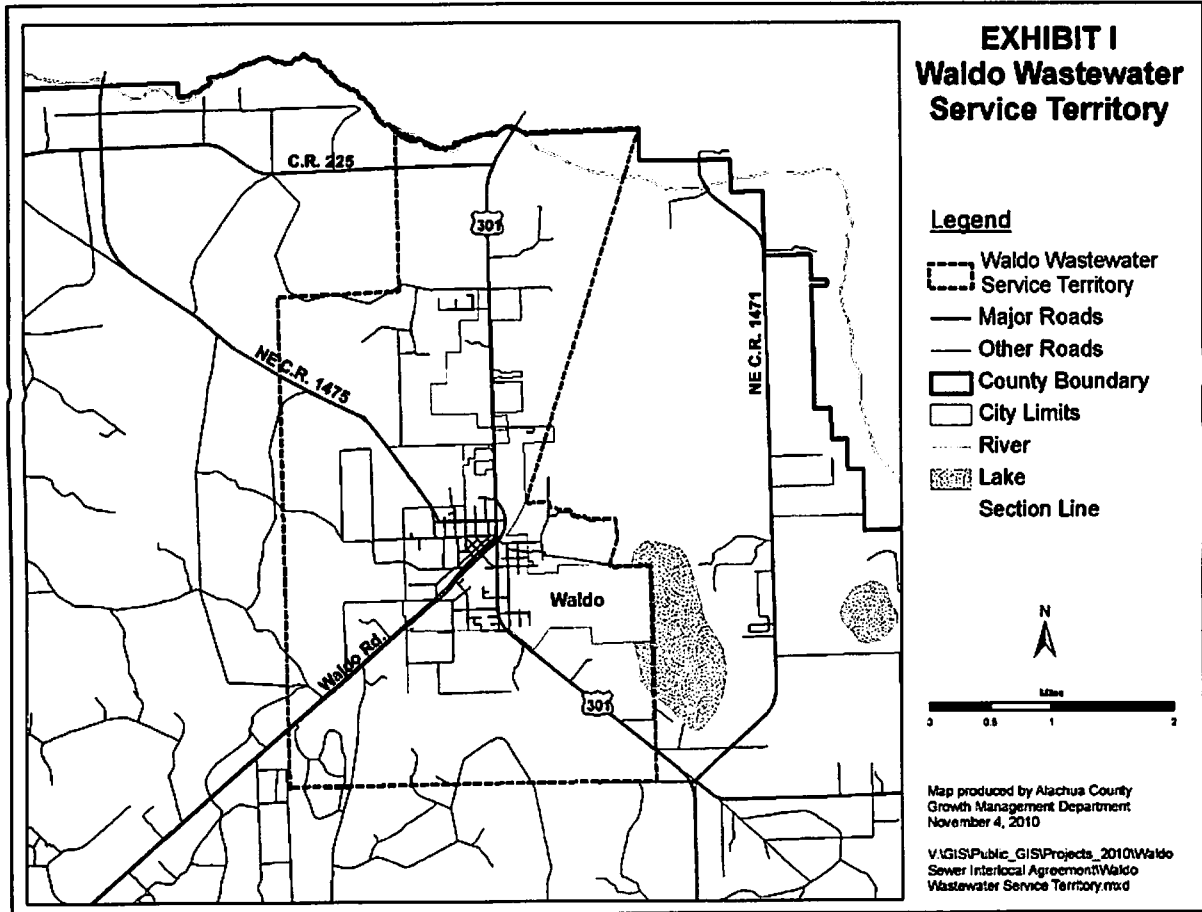 EXHIBIT I
Waldo Wastewater
Service Territory
C.R. 225
301
NE C.R. 1471
NE C.R. 1475
Waldo
Waldo Rd.
301
Legend
Waldo Wastewater
Service Territory
Major Roads
Other Roads
County Boundary
City Limits
River
Lake
Section Line
N
Miles
0 0.5 1 2
Map produced by Alachua County
Growth Management Department
November 4, 2010
V:\GIS\Public_GIS\Projects_2010\Waldo
Sewer Interlocal Agreement\Waldo
Wastewater Service Territory.mxd